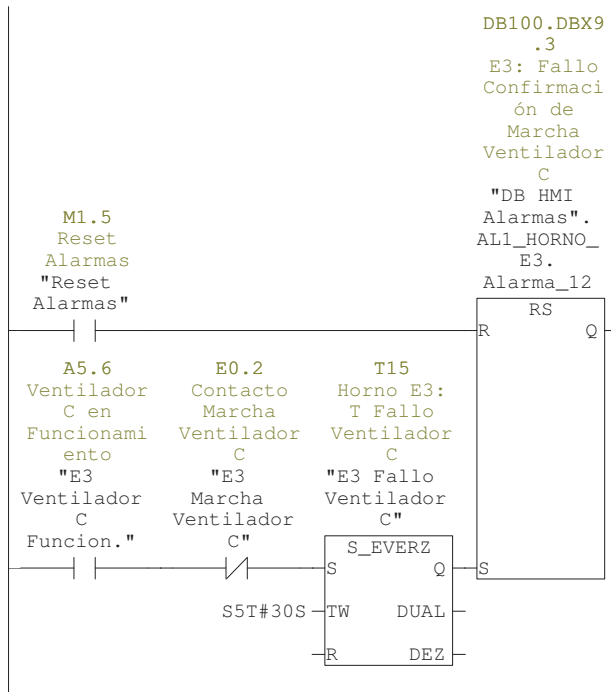 DB100.DBX9
.3
E3: Fallo
Confirmaci
ón de
Marcha
Ventilador
C
"DB HMI
Alarmas".
AL1_HORNO_
E3.
Alarma_12
M1.5
Reset
Alarmas
"Reset
Alarmas"
RS
R Q
A5.6
Ventilador
C en
Funcionami
ento
"E3
Ventilador
C
Funcion."
E0.2
Contacto
Marcha
Ventilador
C
"E3
Marcha
Ventilador
C"
T15
Horno E3:
T Fallo
Ventilador
C
"E3 Fallo
Ventilador
C"
S_EVERZ
S Q
S
S5T#30S TW DUAL
R DEZ